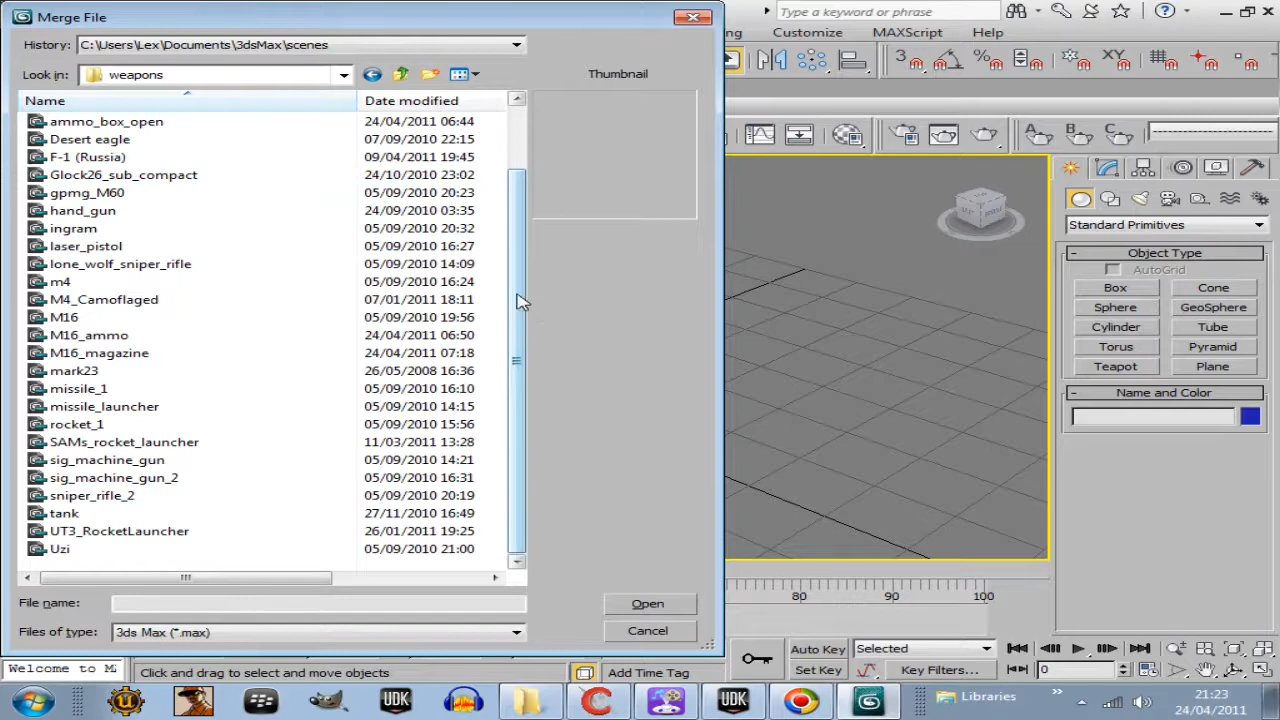 Merge File
Type a keyword or phrase
History: C:\Users\Lex\Documents\3dsMax\scenes
Customize MAXScript Help
Look in: weapons
Thumbnail
Name Date modified
ammo_box_open 24/04/2011 06:44
Desert eagle 07/09/2010 22:15
F-1 (Russia) 09/04/2011 19:45
Glock26_sub_compact 24/10/2010 23:02
gpmg_M60 05/09/2010 20:23
hand_gun 24/09/2010 03:35
ingram 05/09/2010 20:32
laser_pistol 05/09/2010 16:27
lone_wolf_sniper_rifle 05/09/2010 14:09
m4 05/09/2010 16:24
M4_Camoflaged 07/01/2011 18:11
M16 05/09/2010 19:56
M16_ammo 24/04/2011 06:50
M16_magazine 24/04/2011 07:18
mark23 26/05/2008 16:36
missile_1 05/09/2010 16:10
missile_launcher 05/09/2010 14:15
rocket_1 05/09/2010 15:56
SAMs_rocket_launcher 11/03/2011 13:28
sig_machine_gun 05/09/2010 14:21
sig_machine_gun_2 05/09/2010 16:31
sniper_rifle_2 05/09/2010 20:19
tank 27/11/2010 16:49
UT3_RocketLauncher 26/01/2011 19:25
Uzi 05/09/2010 21:00
File name:
Open
Files of type: 3ds Max (*.max)
Cancel
Standard Primitives
- Object Type
AutoGrid
Box Cone
Sphere GeoSphere
Cylinder Tube
Torus Pyramid
Teapot Plane
- Name and Color
80 90 100
Auto Key Selected
Set Key Key Filters...
0
Welcome to M
Click and drag to select and move objects
Add Time Tag
UDK
UDK
Libraries
21:23
24/04/2011